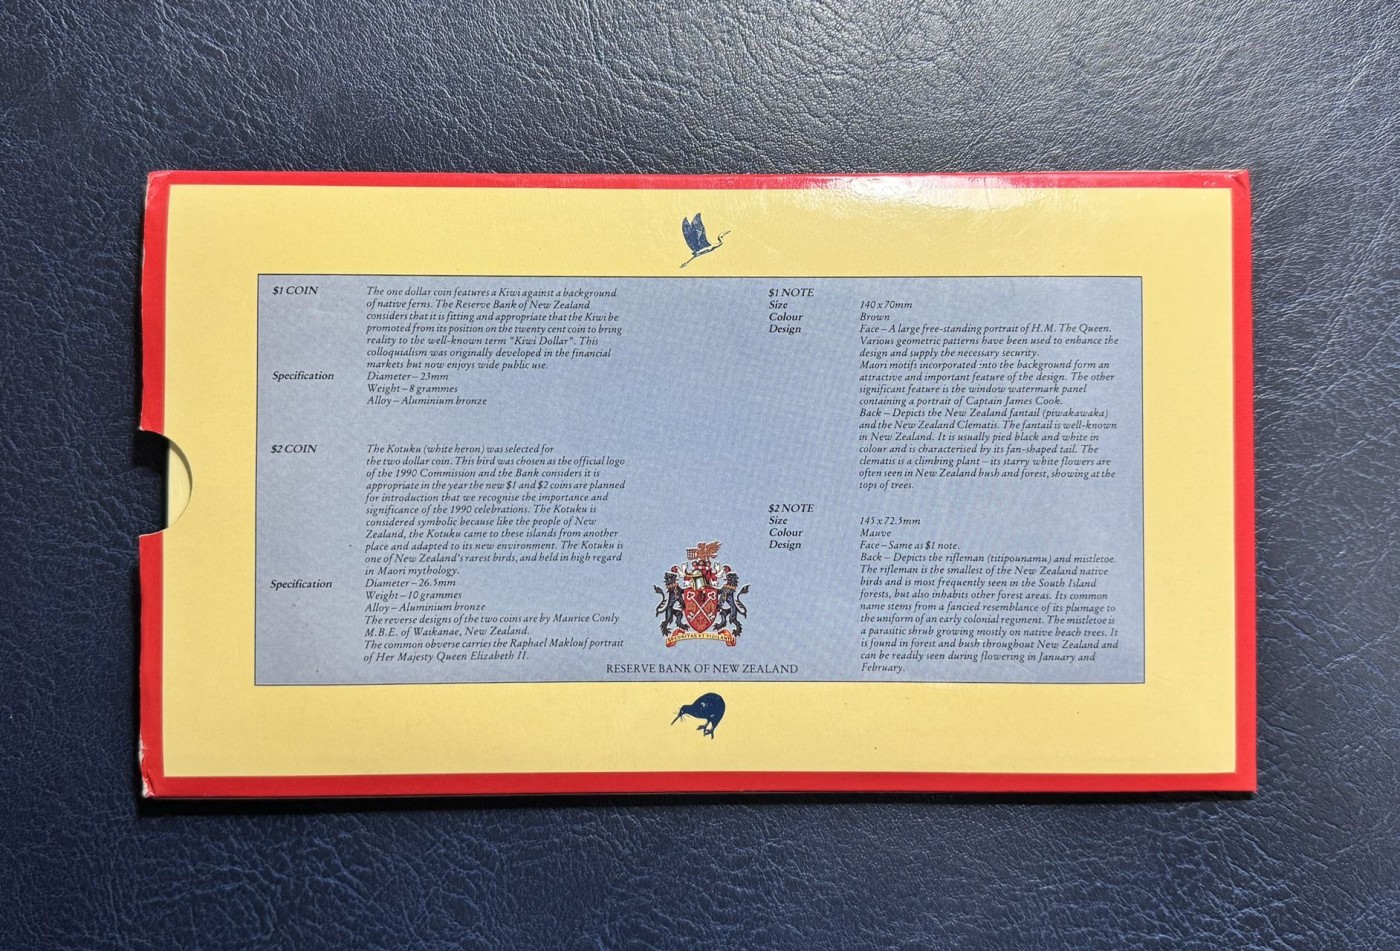 $1 COIN
The one dollar coin features a Kiwi against a background
of native ferns. The Reserve Bank of New Zealand
considers that it is fitting and appropriate that the Kiwi be
promoted from its position on the twenty cent coin to bring
reality to the well-known term "Kiwi Dollar". This
colloquialism was originally developed in the financial
markets but now enjoys wide public use.
Specification
Diameter – 23mm
Weight – 8 grammes
Alloy – Aluminium bronze
$2 COIN
The Kotuku (white heron) was selected for
the two dollar coin. This bird was chosen as the official logo
of the 1990 Commission and the Bank considers it is
appropriate in the year the new $1 and $2 coins are planned
for introduction that we recognise the importance and
significance of the 1990 celebrations. The Kotuku is
considered symbolic because like the people of New
Zealand, the Kotuku came to these islands from another
place and adapted to its new environment. The Kotuku is
one of New Zealand's rarest birds, and held in high regard
in Maori mythology.
Specification
Diameter – 26.5mm
Weight – 10 grammes
Alloy – Aluminium bronze
The reverse designs of the two coins are by Maurice Conly
M.B.E. of Waikanae, New Zealand.
The common obverse carries the Raphael Maklouf portrait
of Her Majesty Queen Elizabeth II.
RESERVE BANK OF NEW ZEALAND
$1 NOTE
Size 140 x 70mm
Colour Brown
Design Face – A large free-standing portrait of H.M. The Queen.
Various geometric patterns have been used to enhance the
design and supply the necessary security.
Maori motifs incorporated into the background form an
attractive and important feature of the design. The other
significant feature is the window watermark panel
containing a portrait of Captain James Cook.
Back – Depicts the New Zealand fantail (piwakawaka)
and the New Zealand Clematis. The fantail is well-known
in New Zealand. It is usually pied black and white in
colour and is characterised by its fan-shaped tail. The
clematis is a climbing plant – its starry white flowers are
often seen in New Zealand bush and forest, showing at the
tops of trees.
$2 NOTE
Size 145 x 72.5mm
Colour Mauve
Design Face – Same as $1 note.
Back – Depicts the rifleman (titipounamu) and mistletoe.
The rifleman is the smallest of the New Zealand native
birds and is most frequently seen in the South Island
forests, but also inhabits other forest areas. Its common
name stems from a fancied resemblance of its plumage to
the uniform of an early colonial regiment. The mistletoe is
a parasitic shrub growing mostly on native beach trees. It
is found in forest and bush throughout New Zealand and
can be readily seen during flowering in January and
February.